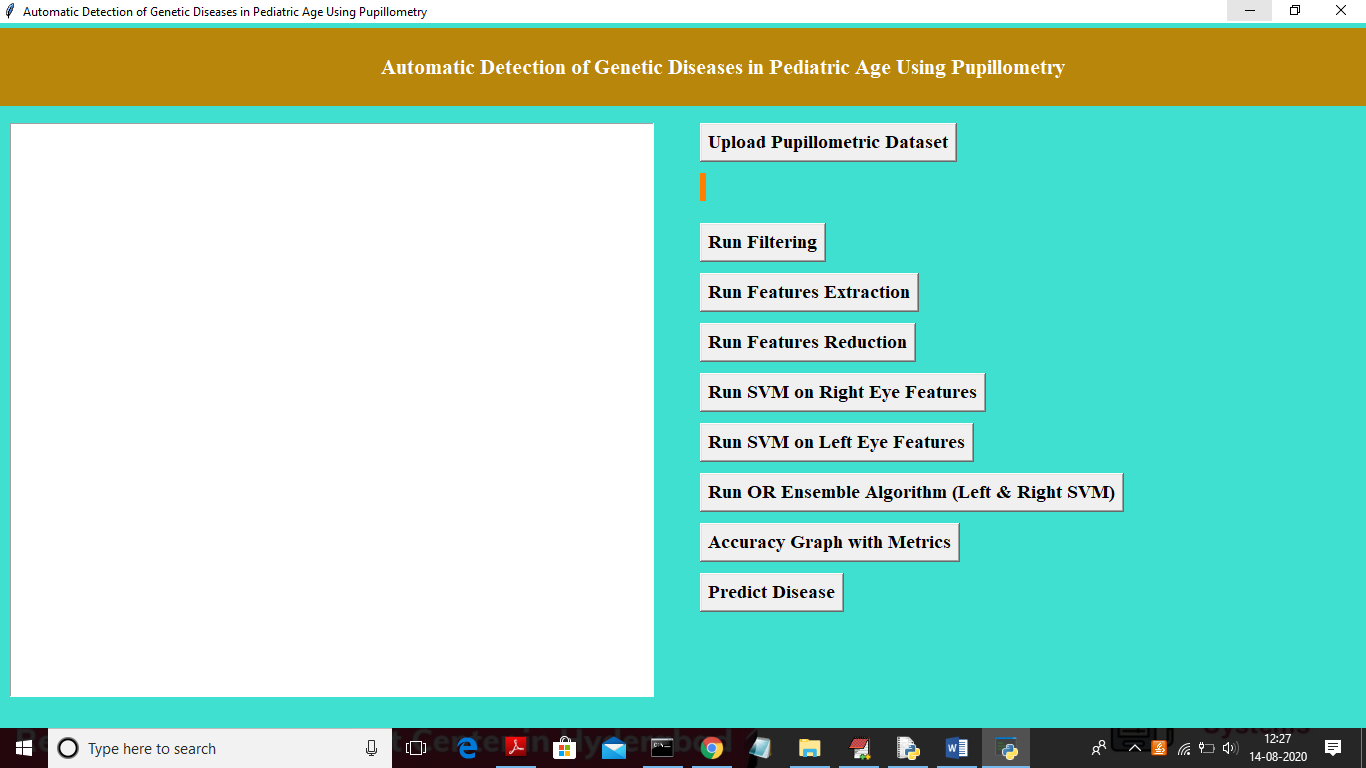 Automatic Detection of Genetic Diseases in Pediatric Age Using Pupillometry
Automatic Detection of Genetic Diseases in Pediatric Age Using Pupillometry
Upload Pupillometric Dataset
Run Filtering
Run Features Extraction
Run Features Reduction
Run SVM on Right Eye Features
Run SVM on Left Eye Features
Run OR Ensemble Algorithm (Left & Right SVM)
Accuracy Graph with Metrics
Predict Disease
Type here to search
Center in
Systems
12:27
14-08-2020